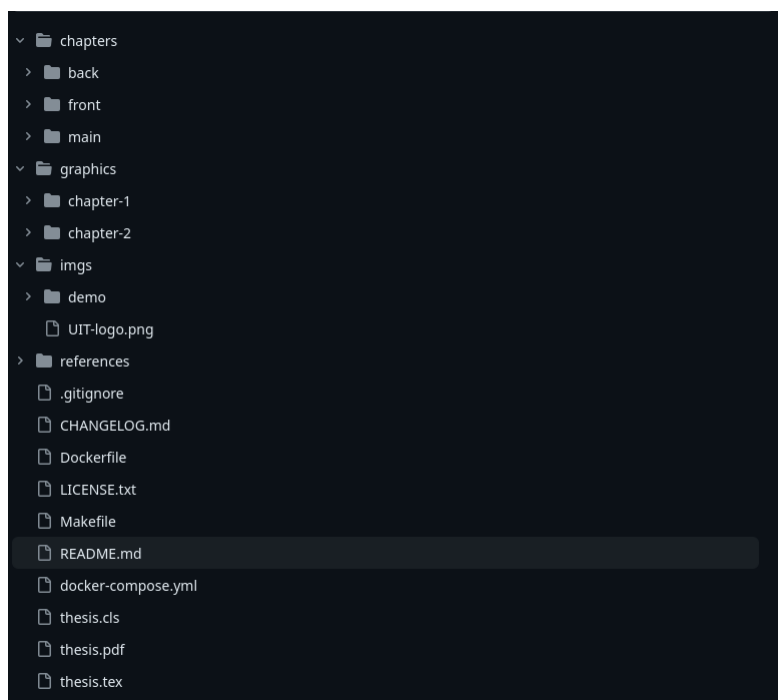 chapters
back
front
main
graphics
chapter-1
chapter-2
imgs
demo
UIT-logo.png
references
.gitignore
CHANGELOG.md
Dockerfile
LICENSE.txt
Makefile
README.md
docker-compose.yml
thesis.cls
thesis.pdf
thesis.tex